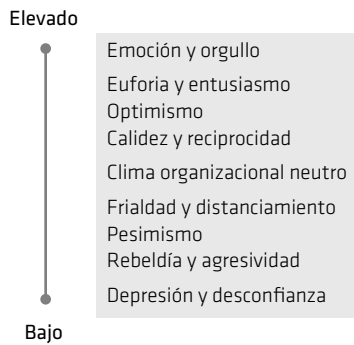 Elevado
Emoción y orgullo
Euforia y entusiasmo
Optimismo
Calidez y reciprocidad
Clima organizacional neutro
Frialdad y distanciamiento
Pesimismo
Rebeldía y agresividad
Depresión y desconfianza
Bajo